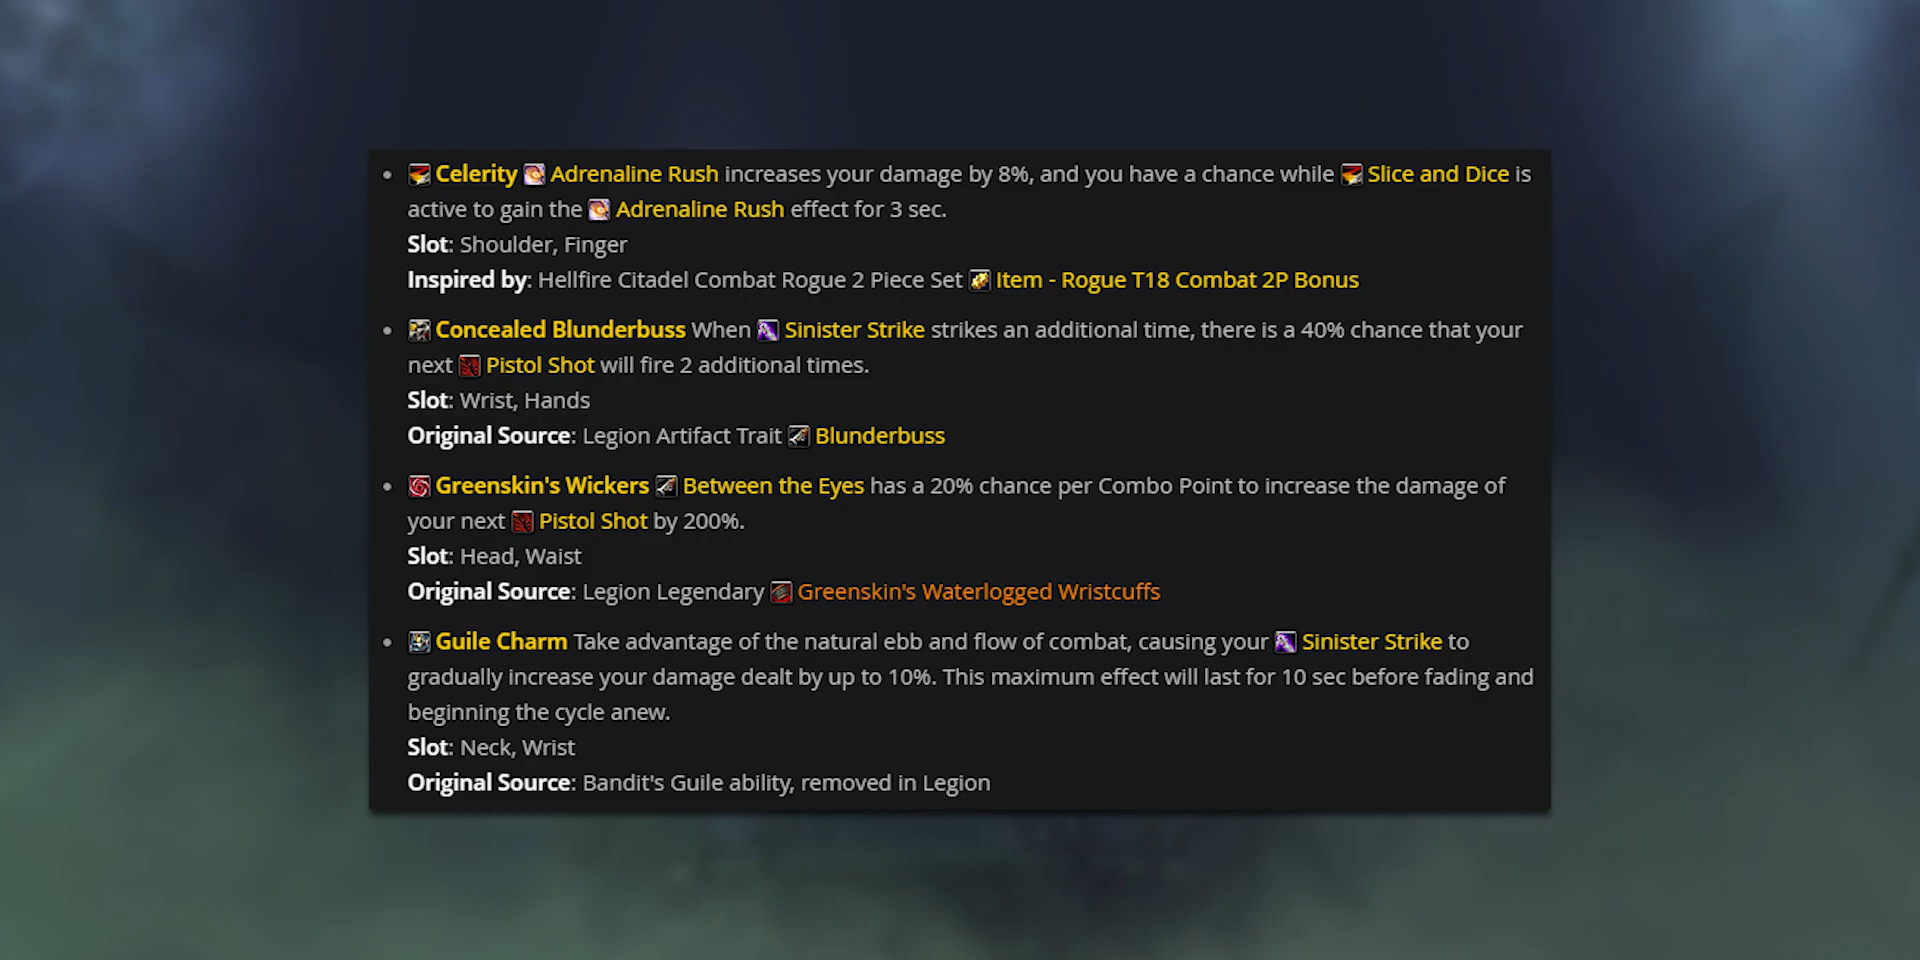 Celerity Adrenaline Rush increases your damage by 8%, and you have a chance while Slice and Dice is
active to gain the Adrenaline Rush effect for 3 sec.
Slot: Shoulder, Finger
Inspired by: Hellfire Citadel Combat Rogue 2 Piece Set Item - Rogue T18 Combat 2P Bonus
Concealed Blunderbuss When Sinister Strike strikes an additional time, there is a 40% chance that your
next Pistol Shot will fire 2 additional times.
Slot: Wrist, Hands
Original Source: Legion Artifact Trait Blunderbuss
Greenskin's Wickers Between the Eyes has a 20% chance per Combo Point to increase the damage of
your next Pistol Shot by 200%.
Slot: Head, Waist
Original Source: Legion Legendary Greenskin's Waterlogged Wristcuffs
Guile Charm Take advantage of the natural ebb and flow of combat, causing your Sinister Strike to
gradually increase your damage dealt by up to 10%. This maximum effect will last for 10 sec before fading and
beginning the cycle anew.
Slot: Neck, Wrist
Original Source: Bandit's Guile ability, removed in Legion